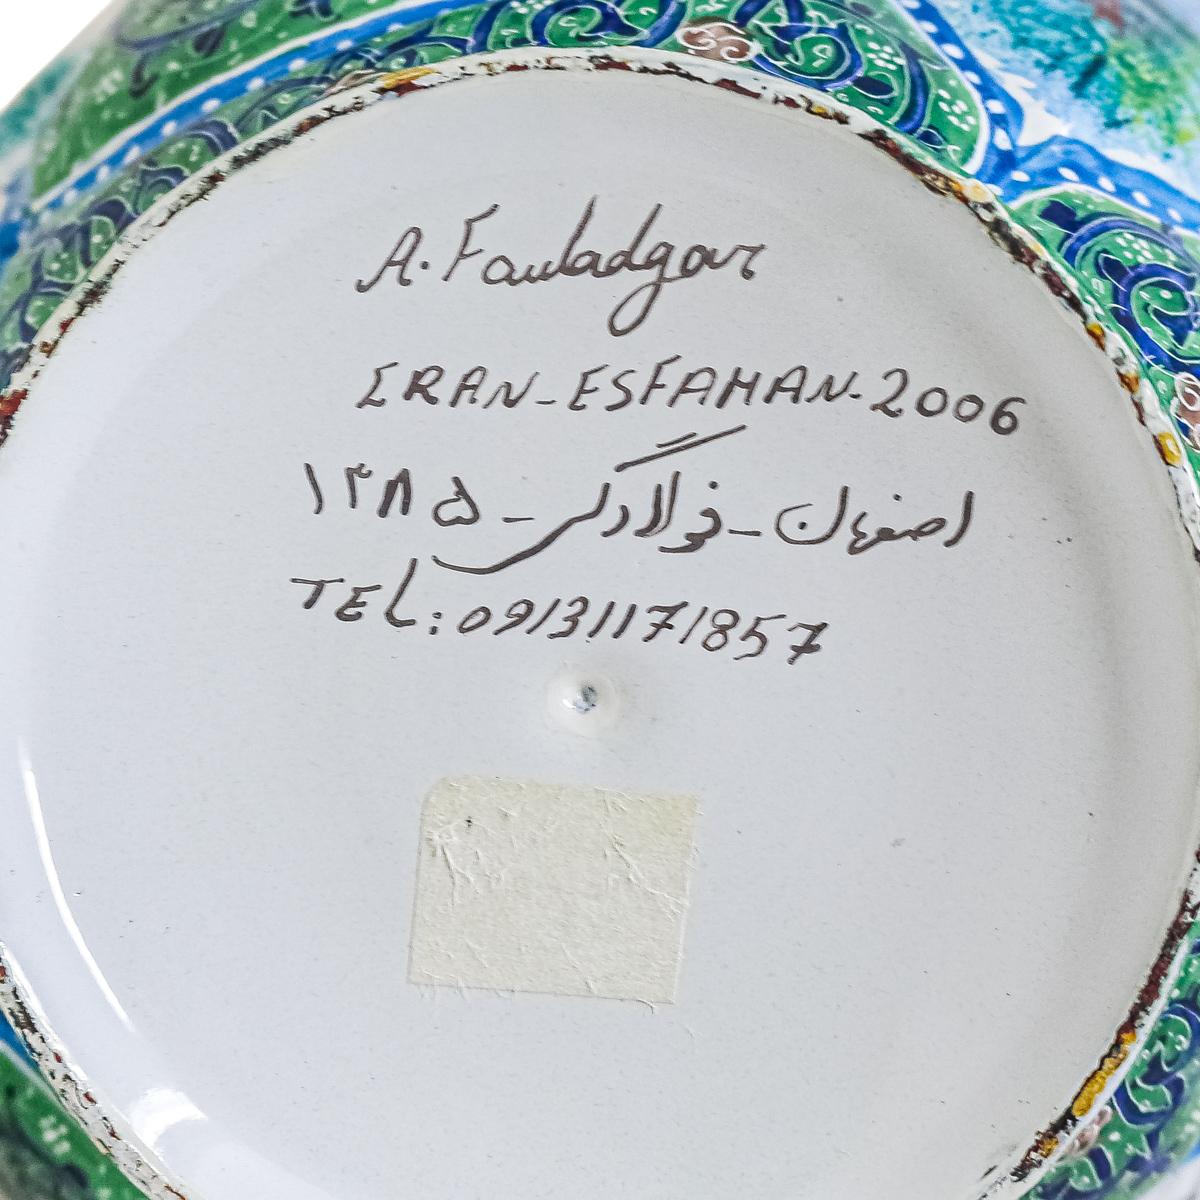 A. Fauladgar
ERAN-ESFAHAN-2006
اصفهان - فولادگر - ۱۳۸۵
TEL: 09131171857